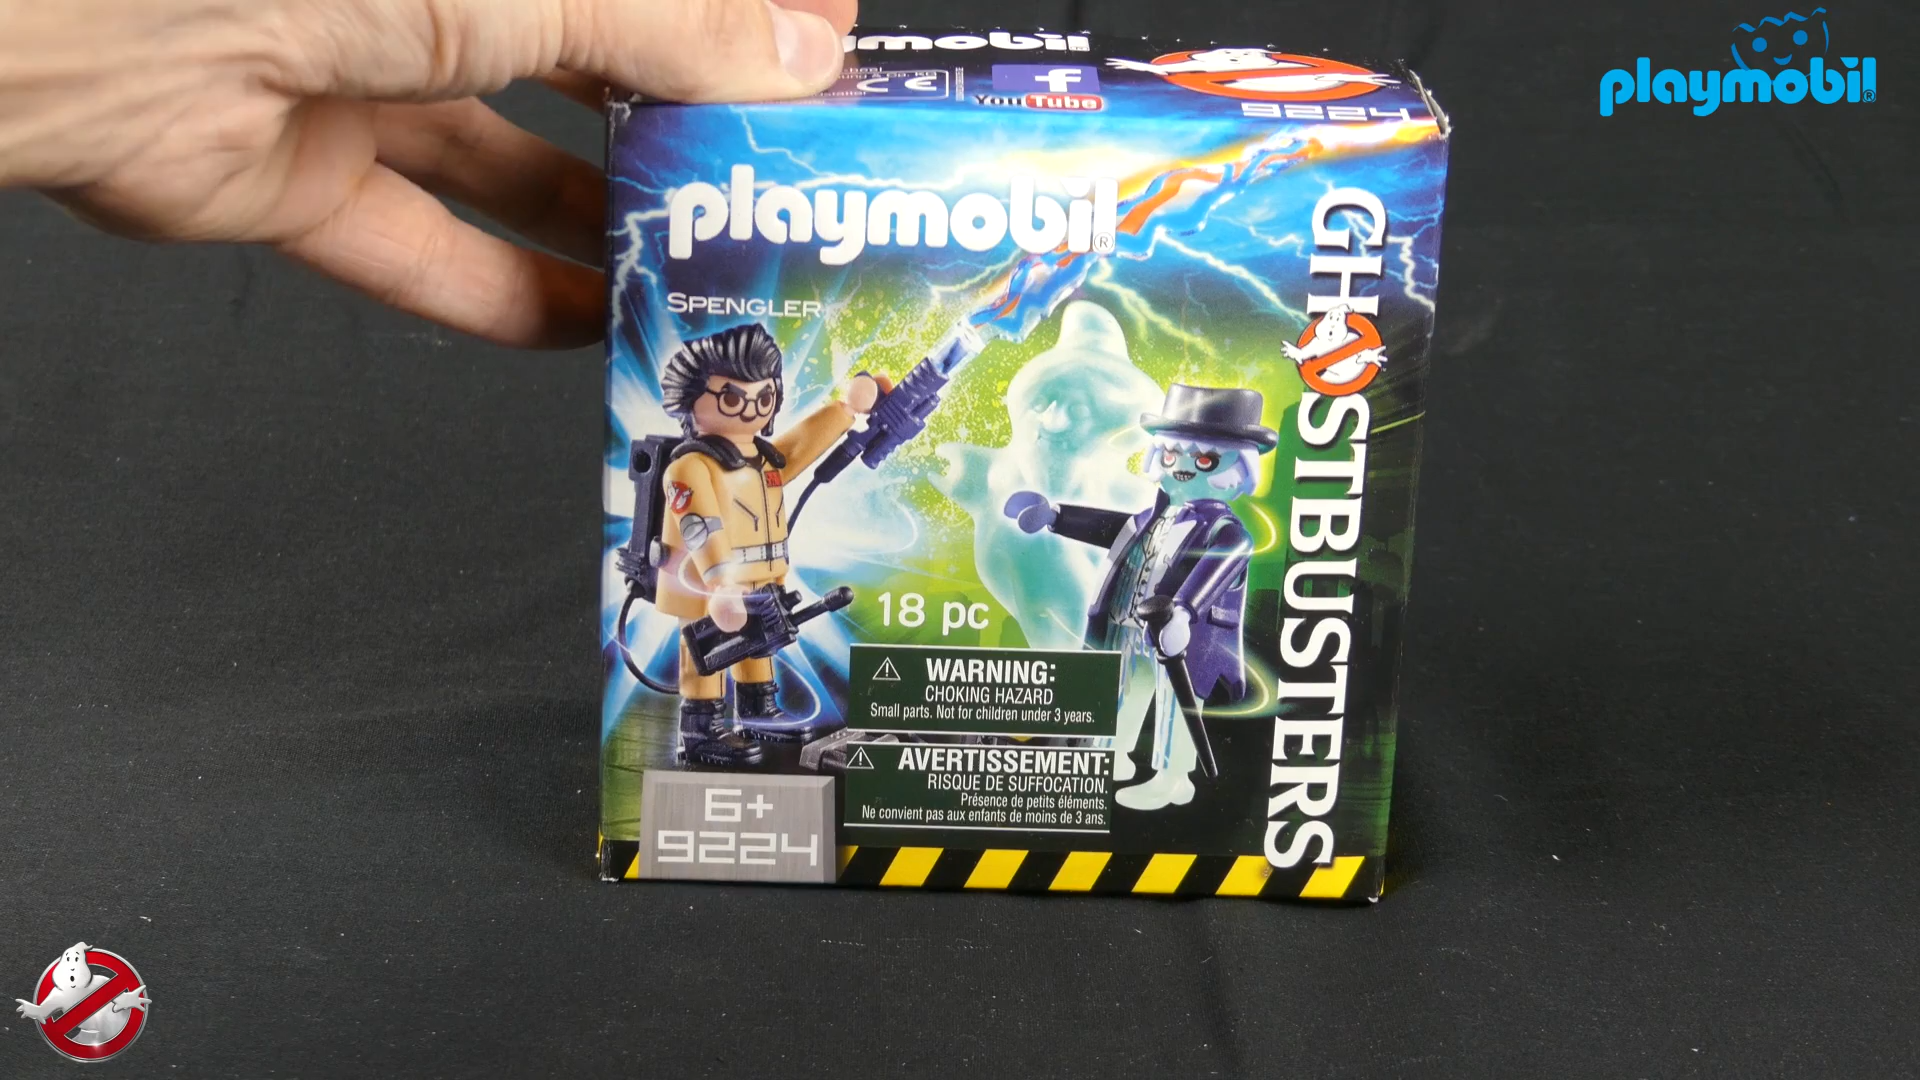 playmobil®
YouTube
9224
playmobil®
playmobil®
SPENGLER
GHOSTBUSTERS
18 pc
WARNING:
CHOKING HAZARD
Small parts. Not for children under 3 years.
AVERTISSEMENT:
RISQUE DE SUFFOCATION.
Présence de petits éléments.
Ne convient pas aux enfants de moins de 3 ans.
6+
9224